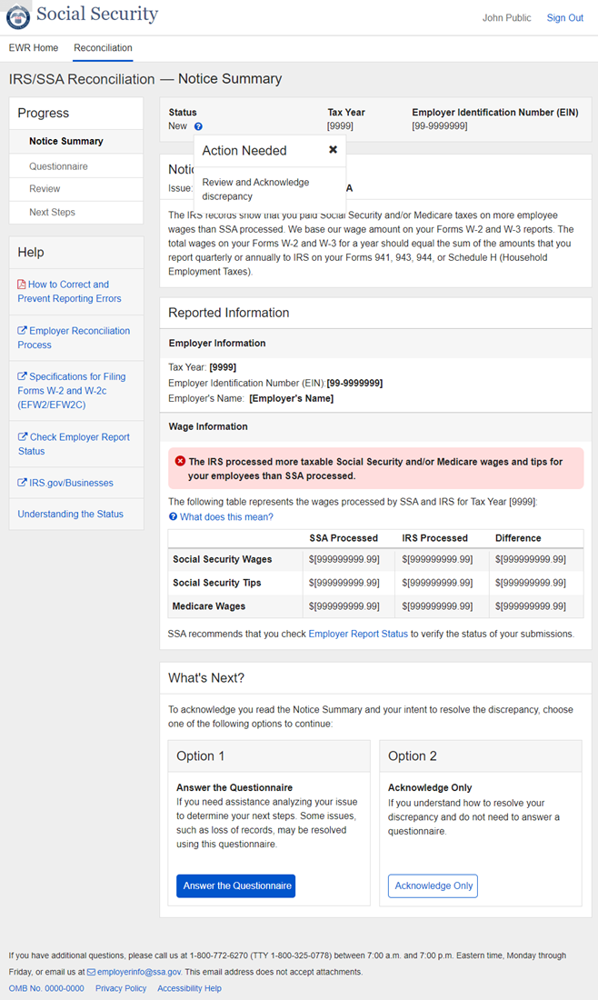 Social Security
John Public
Sign Out
EWR Home
Reconciliation
IRS/SSA Reconciliation — Notice Summary
Progress
Notice Summary
Questionnaire
Review
Next Steps
Help
How to Correct and
Prevent Reporting Errors
Employer Reconciliation
Process
Specifications for Filing
Forms W-2 and W-2c
(EFW2/EFW2C)
Check Employer Report
Status
IRS.gov/Businesses
Understanding the Status
Status
Tax Year
Employer Identification Number (EIN)
New
[9999]
[99-9999999]
Action Needed
Review and Acknowledge
discrepancy
Issue:
The IRS records show that you paid Social Security and/or Medicare taxes on more employee
wages than SSA processed. We base our wage amount on your Forms W-2 and W-3 reports. The
total wages on your Forms W-2 and W-3 for a year should equal the sum of the amounts that you
report quarterly or annually to IRS on your Forms 941, 943, 944, or Schedule H (Household
Employment Taxes).
Reported Information
Employer Information
Tax Year: [9999]
Employer Identification Number (EIN):[99-9999999]
Employer's Name: [Employer's Name]
Wage Information
The IRS processed more taxable Social Security and/or Medicare wages and tips for
your employees than SSA processed.
The following table represents the wages processed by SSA and IRS for Tax Year [9999]:
What does this mean?
SSA Processed IRS Processed Difference
Social Security Wages $[999999999.99] $[999999999.99] $[999999999.99]
Social Security Tips $[999999999.99] $[999999999.99] $[999999999.99]
Medicare Wages $[999999999.99] $[999999999.99] $[999999999.99]
SSA recommends that you check Employer Report Status to verify the status of your submissions.
What's Next?
To acknowledge you read the Notice Summary and your intent to resolve the discrepancy, choose
one of the following options to continue:
Option 1
Answer the Questionnaire
If you need assistance analyzing your issue
to determine your next steps. Some issues,
such as loss of records, may be resolved
using this questionnaire.
Answer the Questionnaire
Option 2
Acknowledge Only
If you understand how to resolve your
discrepancy and do not need to answer a
questionnaire.
Acknowledge Only
If you have additional questions, please call us at 1-800-772-6270 (TTY 1-800-325-0778) between 7:00 a.m. and 7:00 p.m. Eastern time, Monday through
Friday, or email us at employerinfo@ssa.gov. This email address does not accept attachments.
OMB No. 0000-0000 Privacy Policy Accessibility Help